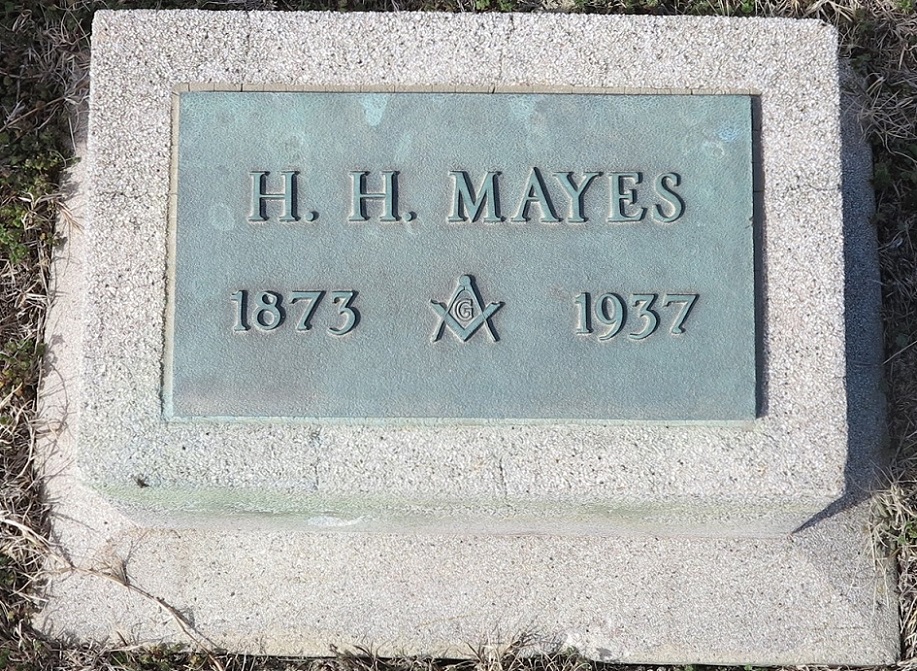 H. H. MAYES
1873 G 1937